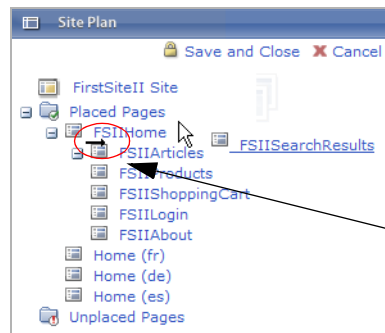 Site Plan
Save and Close Cancel
FirstSiteII Site
Placed Pages
FSIIHome
FSIISearchResults
FSIIArticles
FSIIProducts
FSIIShoppingCart
FSIILogin
FSIIAbout
Home (fr)
Home (de)
Home (es)
Unplaced Pages